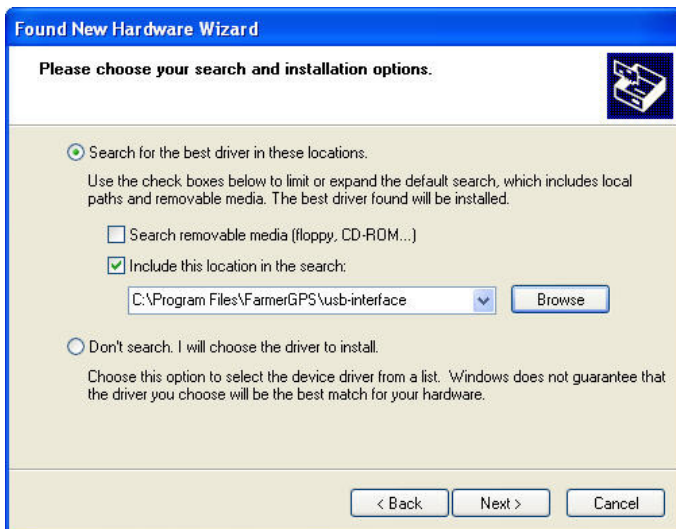 Found New Hardware Wizard
Please choose your search and installation options.
Search for the best driver in these locations.
Use the check boxes below to limit or expand the default search, which includes local
paths and removable media. The best driver found will be installed.
Search removable media (floppy, CD-ROM...)
Include this location in the search:
C:\Program Files\FarmerGPS\usb-interface
Browse
Don't search. I will choose the driver to install.
Choose this option to select the device driver from a list. Windows does not guarantee that
the driver you choose will be the best match for your hardware.
< Back
Next >
Cancel